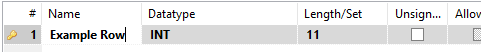 # Name Datatype Length/Set Unsign... Allow
1 Example Row INT 11